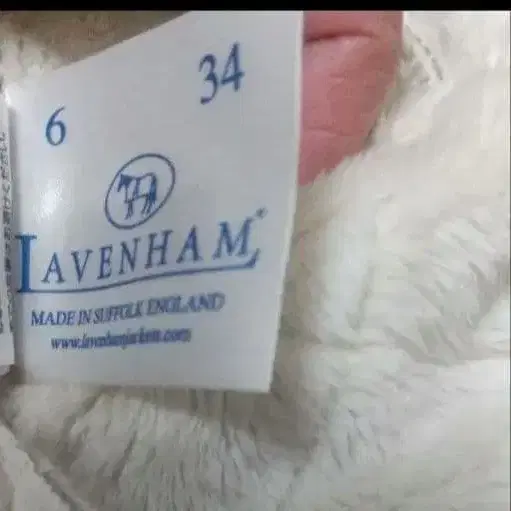 6 34
LAVENHAM
MADE IN SUFFOLK ENGLAND
www.lavenhamjackets.com